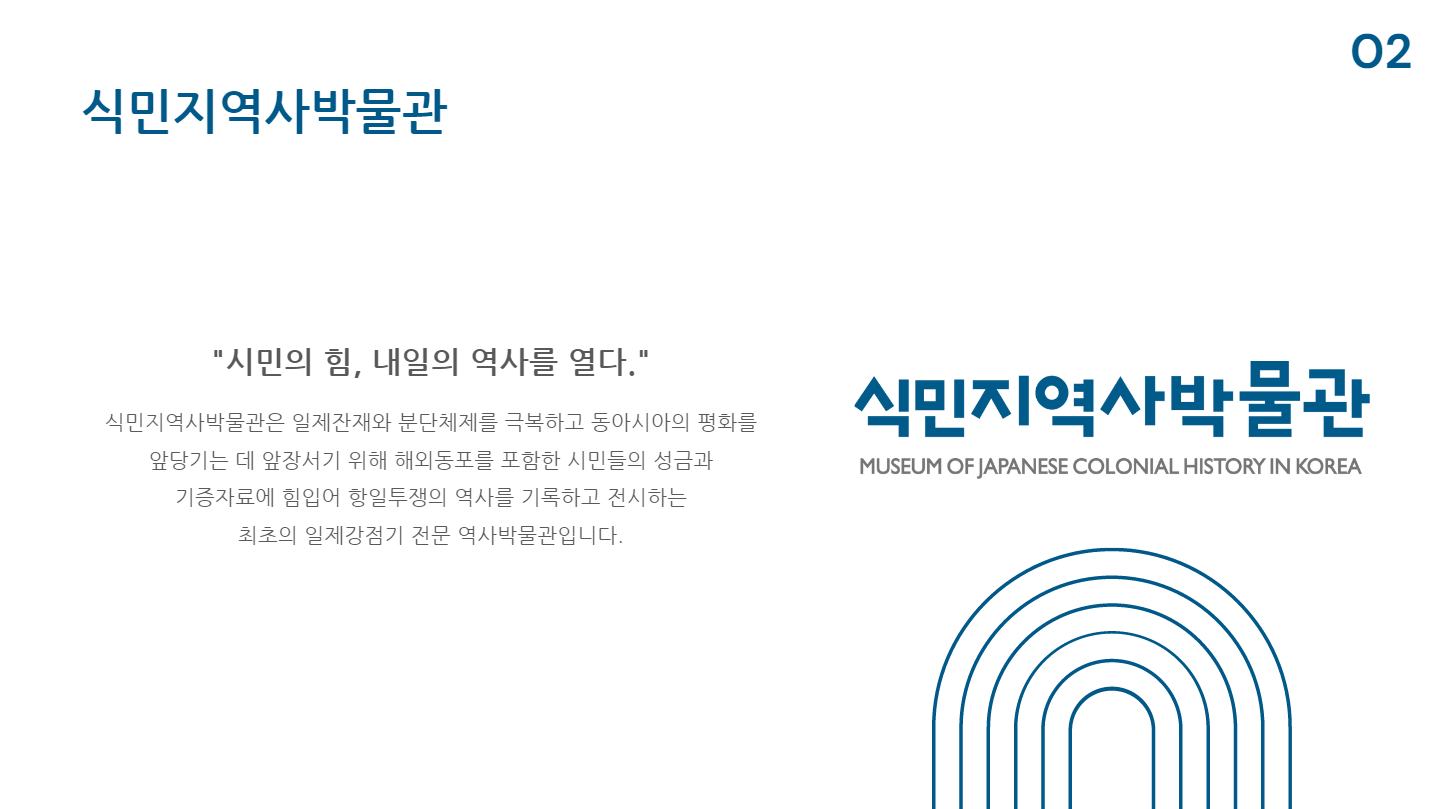 02
식민지역사박물관
"시민의 힘, 내일의 역사를 열다."
식민지역사박물관은 일제잔재와 분단체제를 극복하고 동아시아의 평화를
앞당기는 데 앞장서기 위해 해외동포를 포함한 시민들의 성금과
기증자료에 힘입어 항일투쟁의 역사를 기록하고 전시하는
최초의 일제강점기 전문 역사박물관입니다.
식민지역사박물관
MUSEUM OF JAPANESE COLONIAL HISTORY IN KOREA